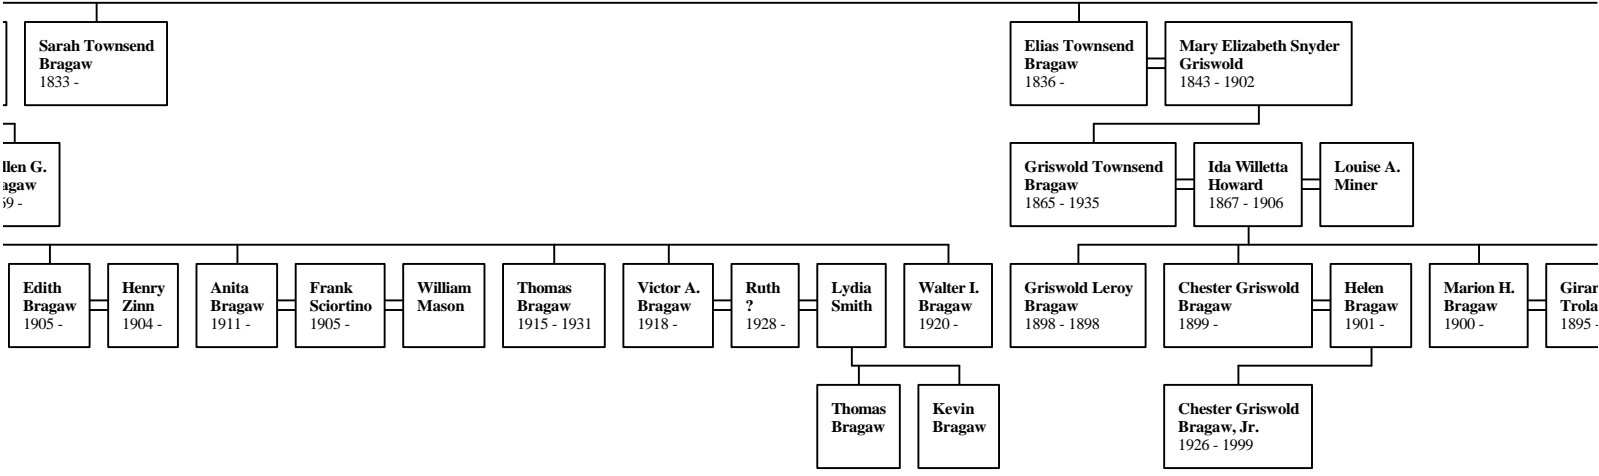 Sarah Townsend
Bragaw
1833 -
Elias Townsend
Bragaw
1836 -
Mary Elizabeth Snyder
Griswold
1843 - 1902
G.
Griswold Townsend
Bragaw
1865 - 1935
Ida Willetta
Howard
1867 - 1906
Louise A.
Miner
Edith
Bragaw
1905 -
Henry
Zinn
1904 -
Anita
Bragaw
1911 -
Frank
Sciortino
1905 -
William
Mason
Thomas
Bragaw
1915 - 1931
Victor A.
Bragaw
1918 -
Ruth
?
1928 -
Lydia
Smith
Walter I.
Bragaw
1920 -
Griswold Leroy
Bragaw
1898 - 1898
Chester Griswold
Bragaw
1899 -
Helen
Bragaw
1901 -
Marion H.
Bragaw
1900 -
Girar
Trola
1895 -
Thomas
Bragaw
Kevin
Bragaw
Chester Griswold
Bragaw, Jr.
1926 - 1999